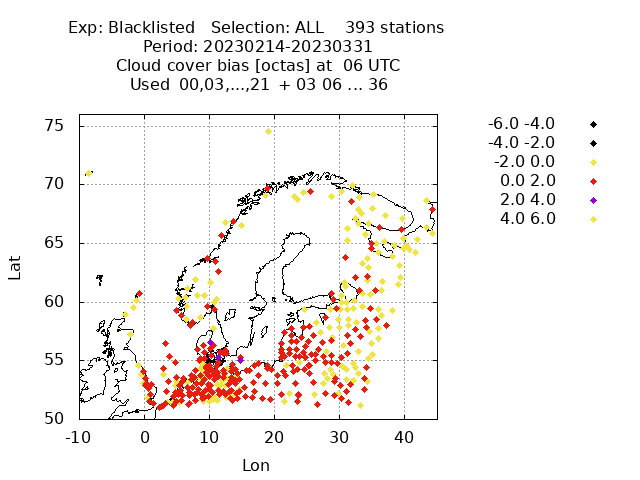 Exp: Blacklisted   Selection: ALL    393 stations
Period: 20230214-20230331
Cloud cover bias [octas] at  06 UTC
Used  00,03,...,21  + 03 06 ... 36
-6.0 -4.0
-4.0 -2.0
-2.0 0.0
0.0 2.0
2.0 4.0
4.0 6.0
Lat
75
70
65
60
55
50
-10 0 10 20 30 40
Lon